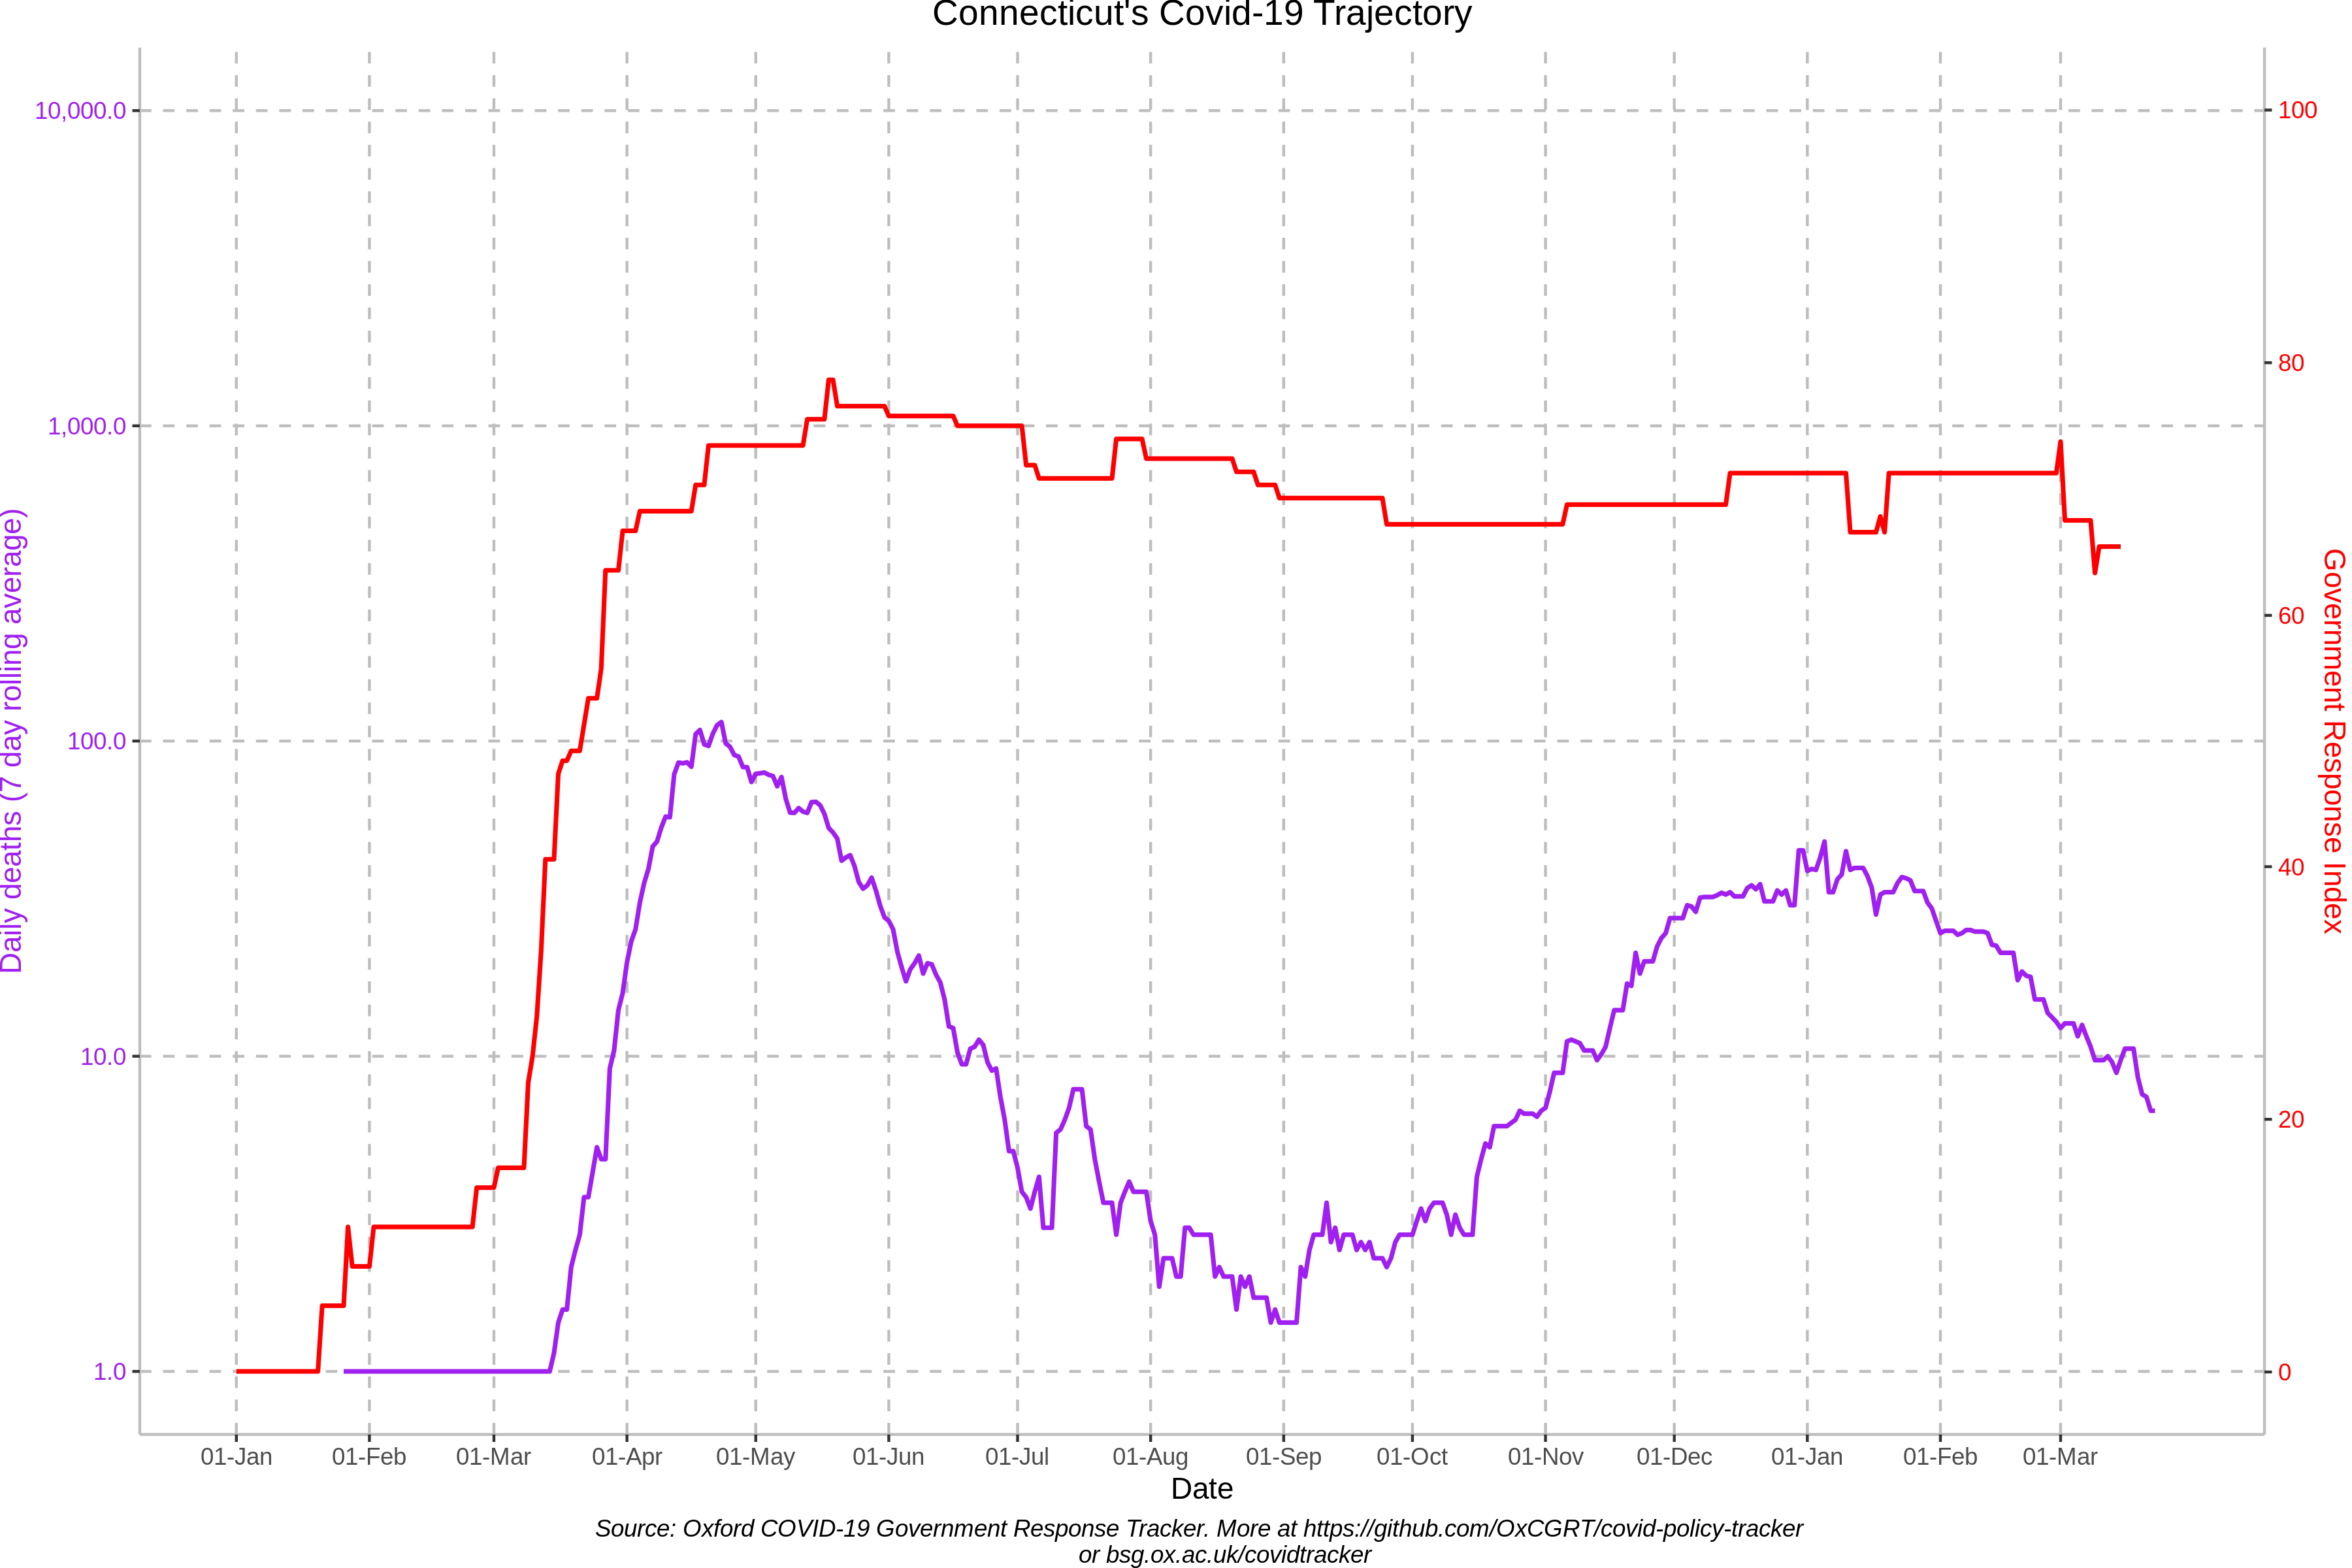 Connecticut's Covid-19 Trajectory
10,000.0
1,000.0
100.0
10.0
1.0
Daily deaths (7 day rolling average)
100
80
60
40
20
0
Government Response Index
01-Jan 01-Feb 01-Mar 01-Apr 01-May 01-Jun 01-Jul 01-Aug 01-Sep 01-Oct 01-Nov 01-Dec 01-Jan 01-Feb 01-Mar
Date
Source: Oxford COVID-19 Government Response Tracker. More at https://github.com/OxCGRT/covid-policy-tracker
or bsg.ox.ac.uk/covidtracker